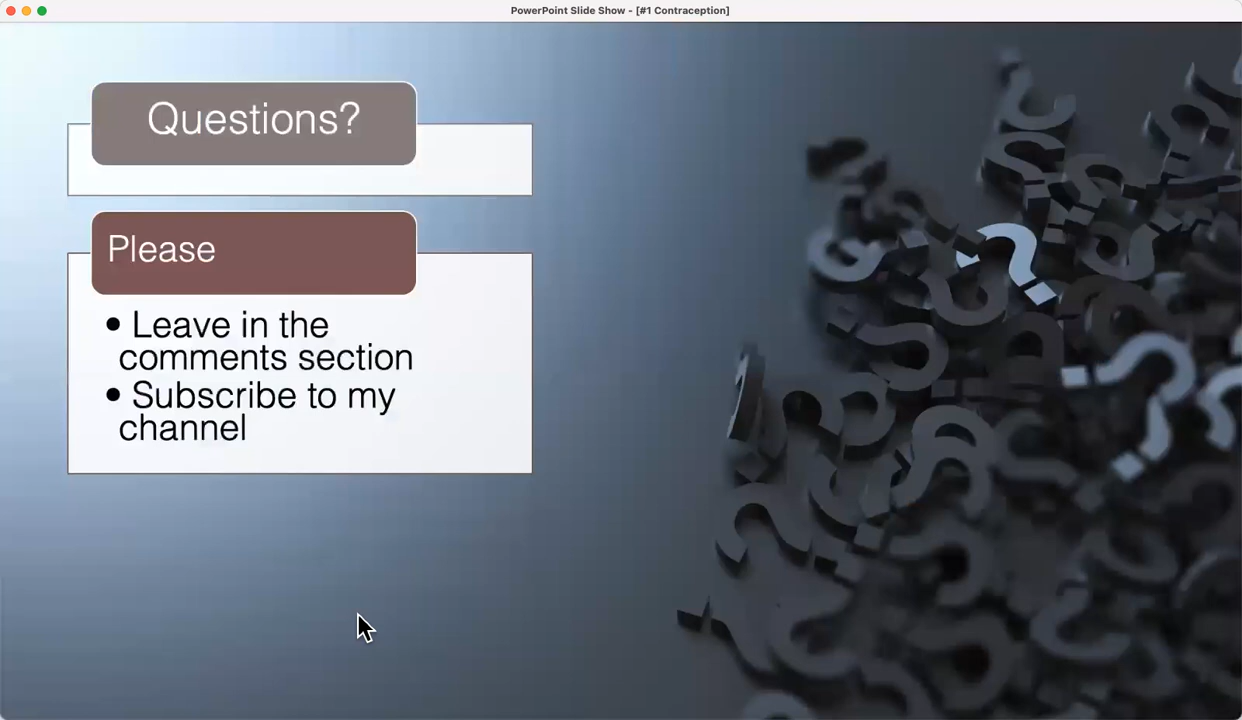 PowerPoint Slide Show - [#1 Contraception]
Questions?
Please
• Leave in the
comments section
• Subscribe to my
channel